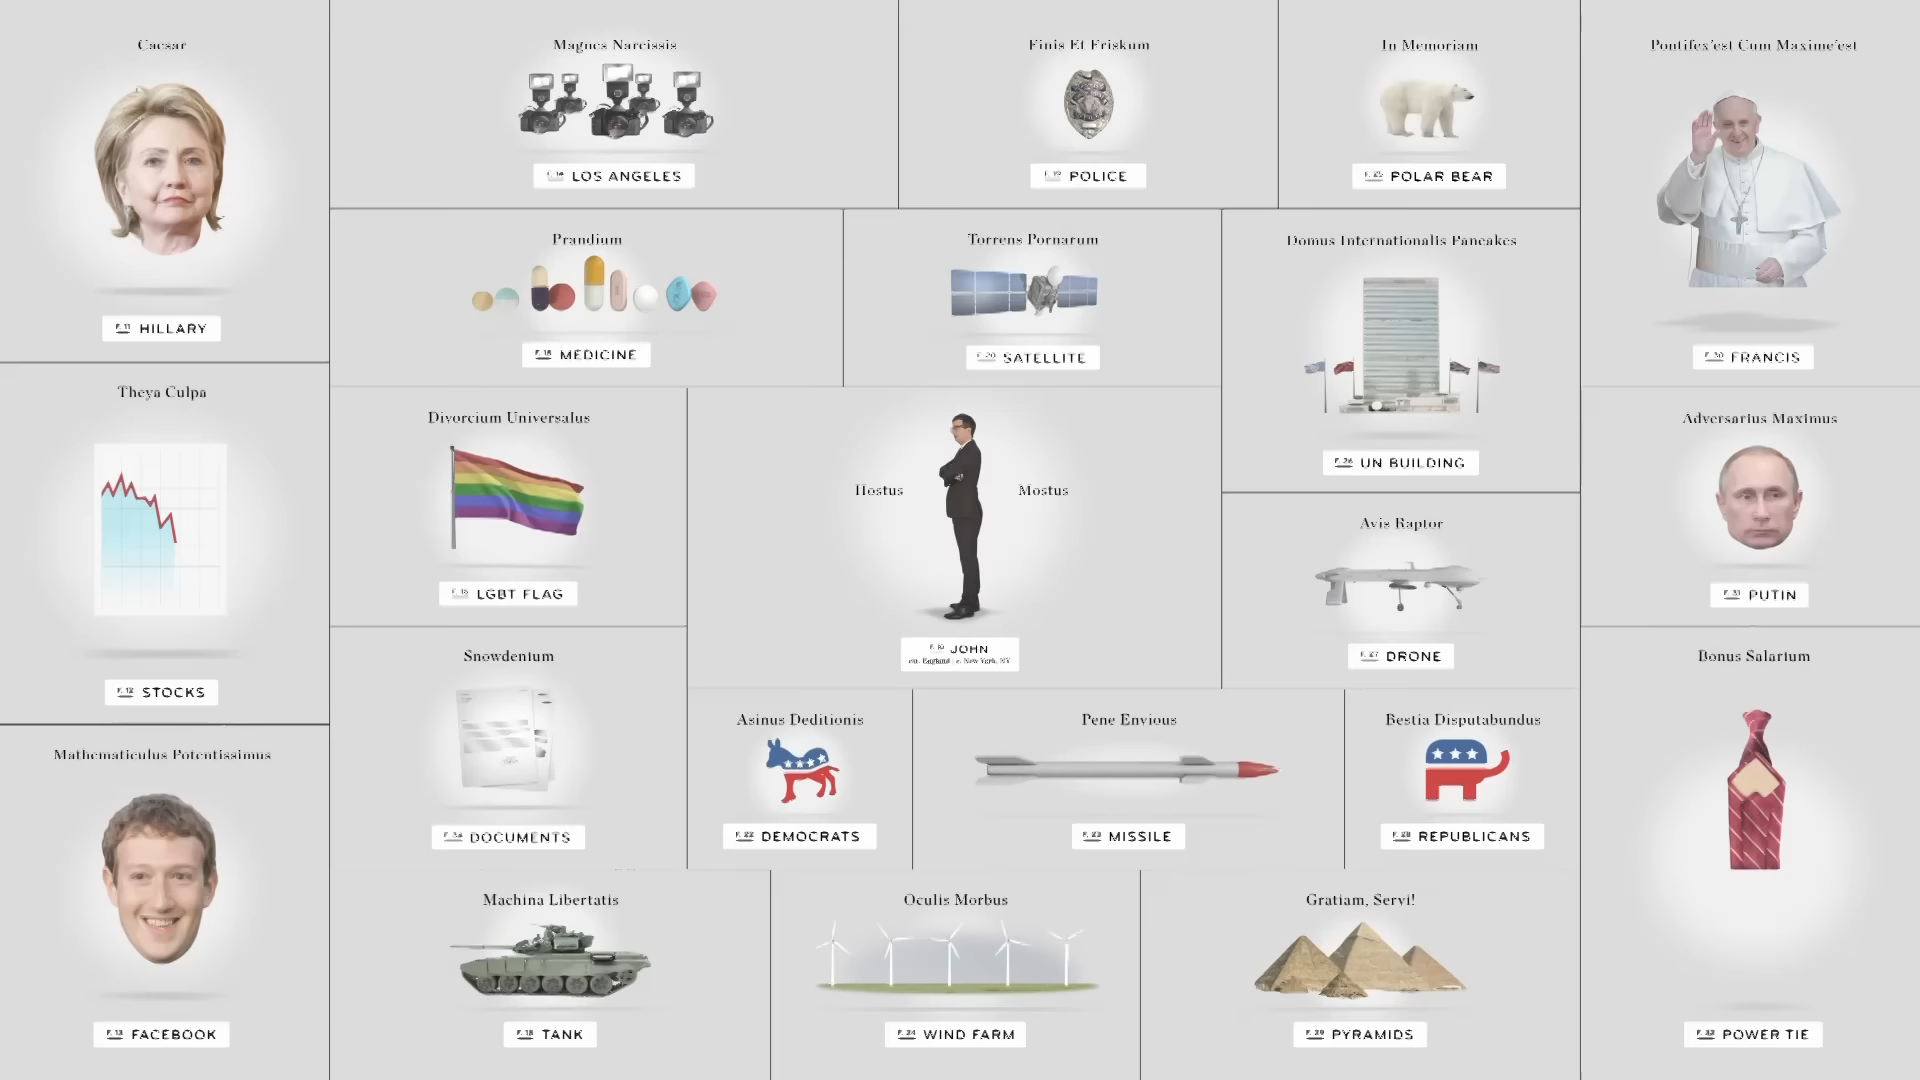 Caesar
HILLARY
Theya Culpa
STOCKS
Mathematiculus Potentissimus
FACEBOOK
Magnes Narcissis
LOS ANGELES
Finis Et Friskum
POLICE
In Memoriam
POLAR BEAR
Prandium
MEDICINE
Torrens Pornarum
SATELLITE
Domus Internationalis Pancakes
UN BUILDING
Divorcium Universalus
LGBT FLAG
Hostus
Mostus
JOHN
Avis Raptor
DRONE
Snowdenium
DOCUMENTS
Asinus Deditionis
DEMOCRATS
Pene Envious
MISSILE
Bestia Disputabundus
REPUBLICANS
Machina Libertatis
TANK
Oculis Morbus
WIND FARM
Gratiam, Servi!
PYRAMIDS
Pontifex'est Cum Maxime'est
FRANCIS
Adversarius Maximus
PUTIN
Bonus Salarium
POWER TIE